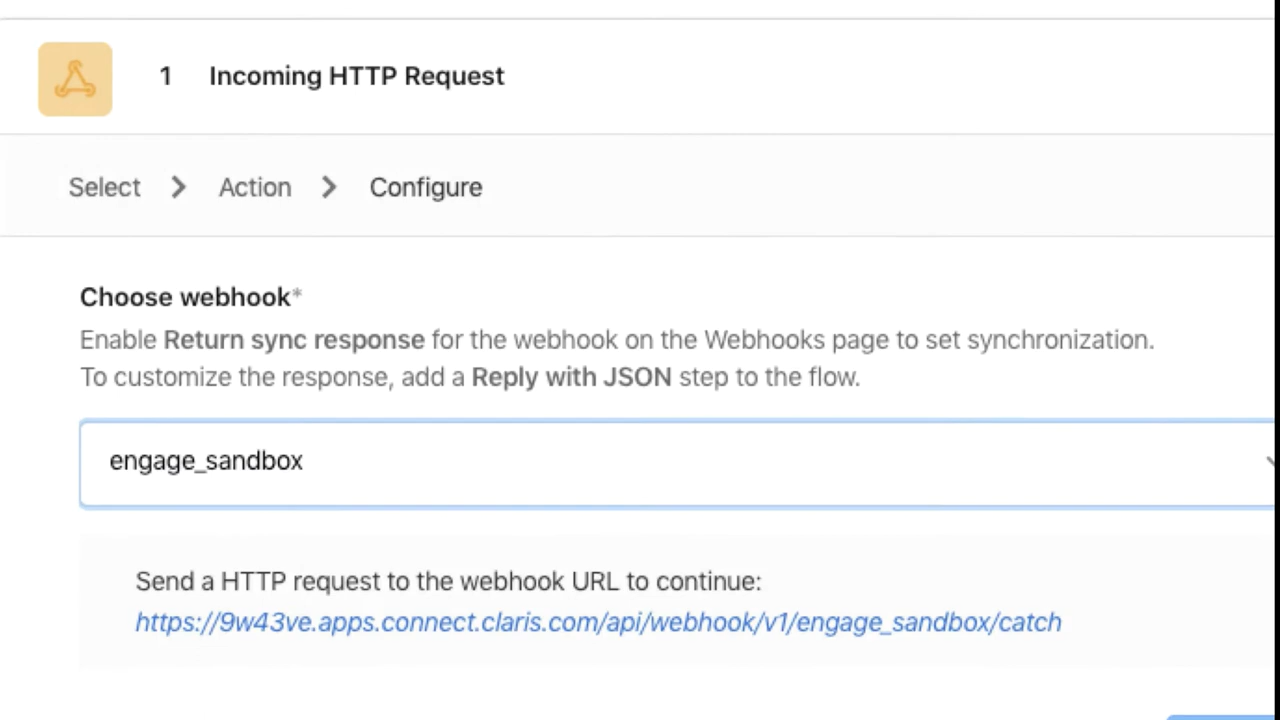 1 Incoming HTTP Request
Select > Action > Configure
Choose webhook*
Enable Return sync response for the webhook on the Webhooks page to set synchronization.
To customize the response, add a Reply with JSON step to the flow.
engage_sandbox
Send a HTTP request to the webhook URL to continue:
https://9w43ve.apps.connect.claris.com/api/webhook/v1/engage_sandbox/catch